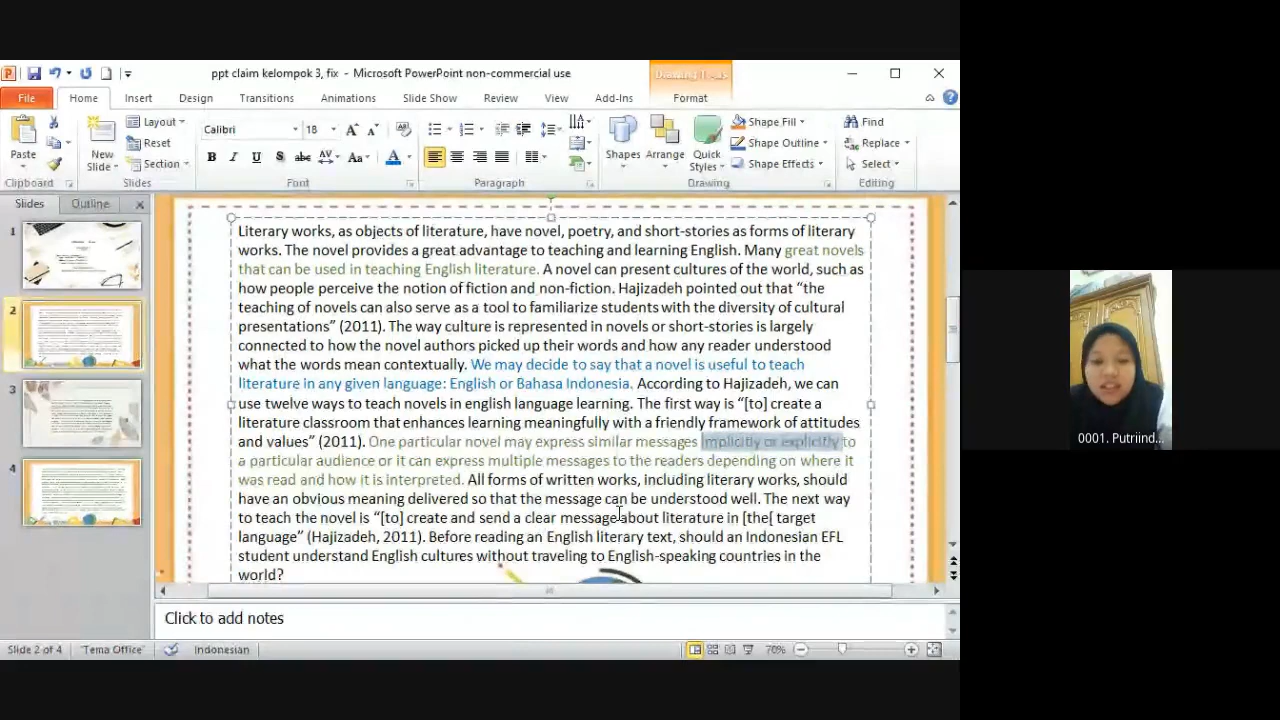 ppt claim kelompok 3, fix - Microsoft PowerPoint non-commercial use
File Home Insert Design Transitions Animations Slide Show Review View Add-Ins Format
Paste
New
Slide
Layout
Reset
Section
Calibri 18
Shapes Arrange Quick
Styles
Shape Fill
Shape Outline
Shape Effects
Find
Replace
Select
Clipboard Slides Font Paragraph Drawing Editing
Slides Outline
1
2
3
4
Literary works, as objects of literature, have novel, poetry, and short-stories as forms of literary
works. The novel provides a great advantage to teaching and learning English. Many great novels
that can be used in teaching English literature. A novel can present cultures of the world, such as
how people perceive the notion of fiction and non-fiction. Hajizadeh pointed out that “the
teaching of novels can also serve as a tool to familiarize students with the diversity of cultural
presentations” (2011). The way culture is represented in novels or short-stories is largely
connected to how the novel authors picked up their words and how any reader understood
what the words mean contextually. We may decide to say that a novel is useful to teach
literature in any given language: English or Bahasa Indonesia. According to Hajizadeh, we can
use twelve ways to teach novels in english language learning. The first way is “[to] create a
literature classroom that enhances learning meaningfully with a friendly framework of attitudes
and values” (2011). One particular novel may express similar messages implicitly or explicitly to
a particular audience or it can express multiple messages to the readers depending on where it
was read and how it is interpreted. All forms of written works, including literary works, should
have an obvious meaning delivered so that the message can be understood well. The next way
to teach the novel is “[to] create and send a clear message about literature in [the[ target
language” (Hajizadeh, 2011). Before reading an English literary text, should an Indonesian EFL
student understand English cultures without traveling to English-speaking countries in the
world?
Click to add notes
Slide 2 of 4 "Tema Office" Indonesian 70%
0001. Putriind...